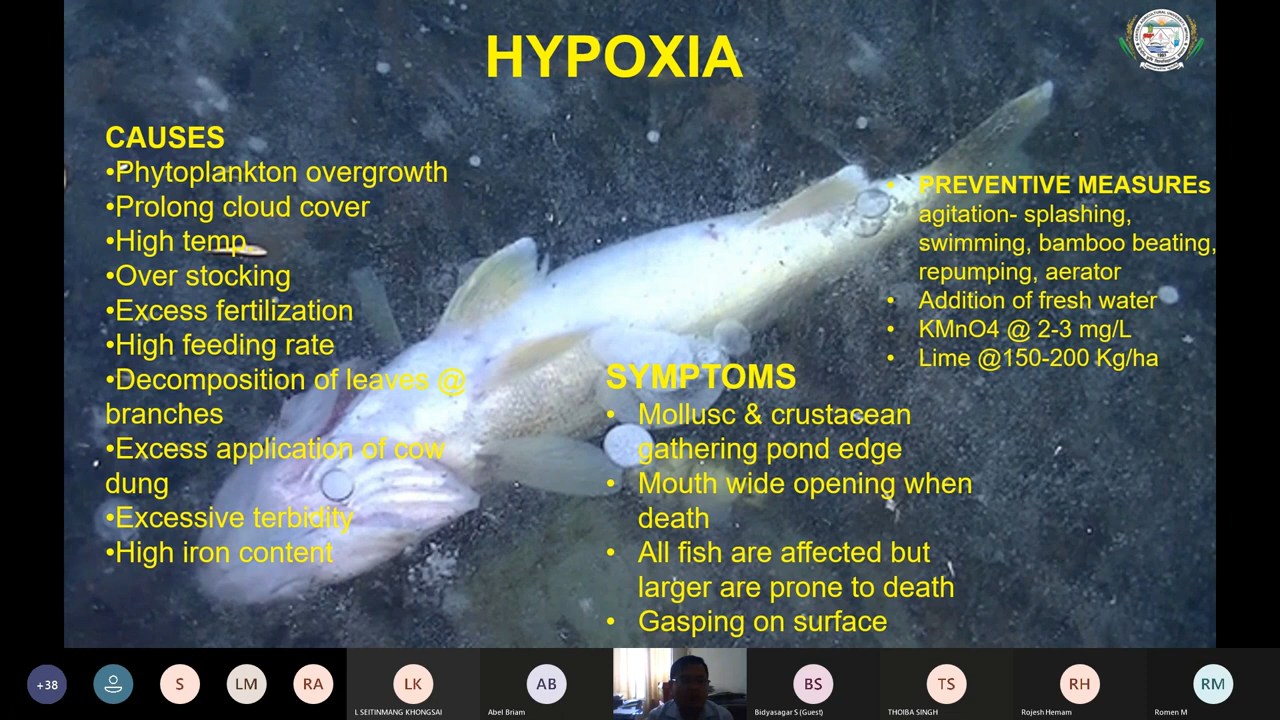 HYPOXIA
CAUSES
•Phytoplankton overgrowth
•Prolong cloud cover
•High temp
•Over stocking
•Excess fertilization
•High feeding rate
•Decomposition of leaves @
branches
•Excess application of cow
dung
•Excessive terbidity
•High iron content
SYMPTOMS
• Mollusc & crustacean
gathering pond edge
• Mouth wide opening when
death
• All fish are affected but
larger are prone to death
• Gasping on surface
• PREVENTIVE MEASUREs
agitation- splashing,
swimming, bamboo beating,
repumping, aerator
• Addition of fresh water
• KMnO4 @ 2-3 mg/L
• Lime @150-200 Kg/ha
+38
S
LM
RA
LK
L SEITINMANG KHONGSAI
AB
Abel Briam
BS
Bidyasagar S (Guest)
TS
THOIBA SINGH
RH
Rojesh Hemam
RM
Romen M